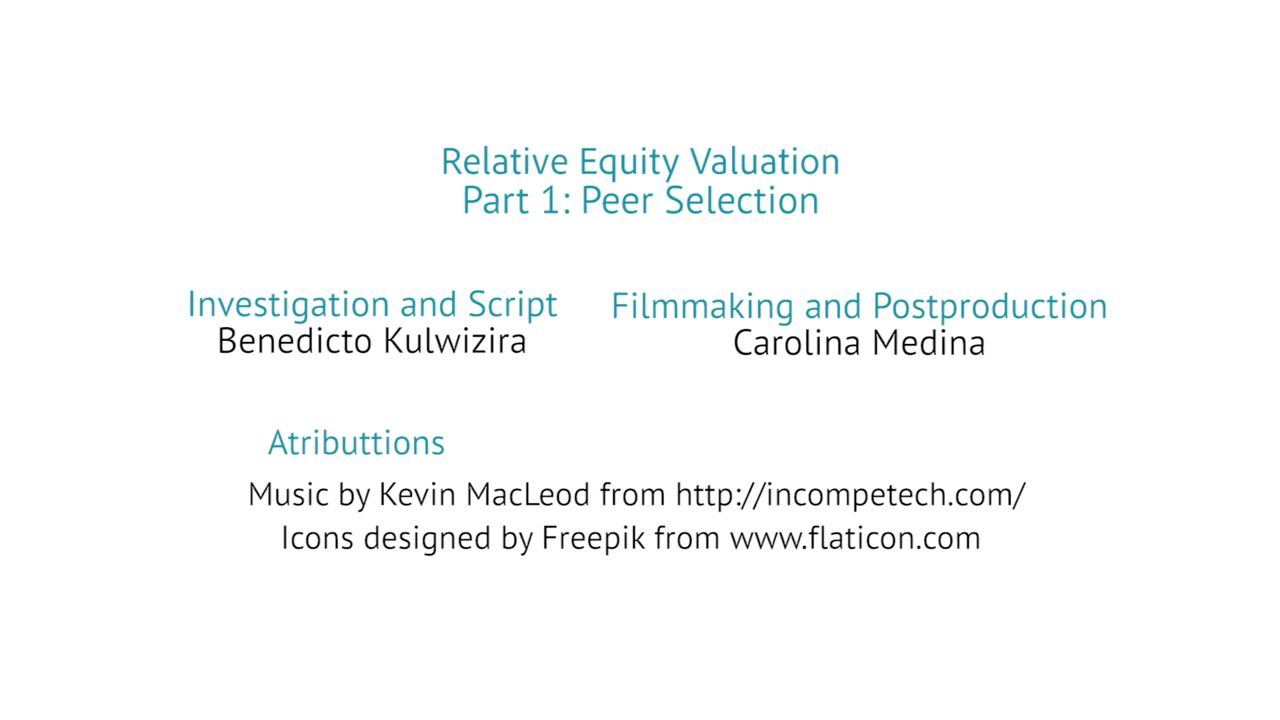 Relative Equity Valuation
Part 1: Peer Selection
Investigation and Script
Benedicto Kulwizira
Filmmaking and Postproduction
Carolina Medina
Atributtions
Music by Kevin MacLeod from http://incompetech.com/
Icons designed by Freepik from www.flaticon.com